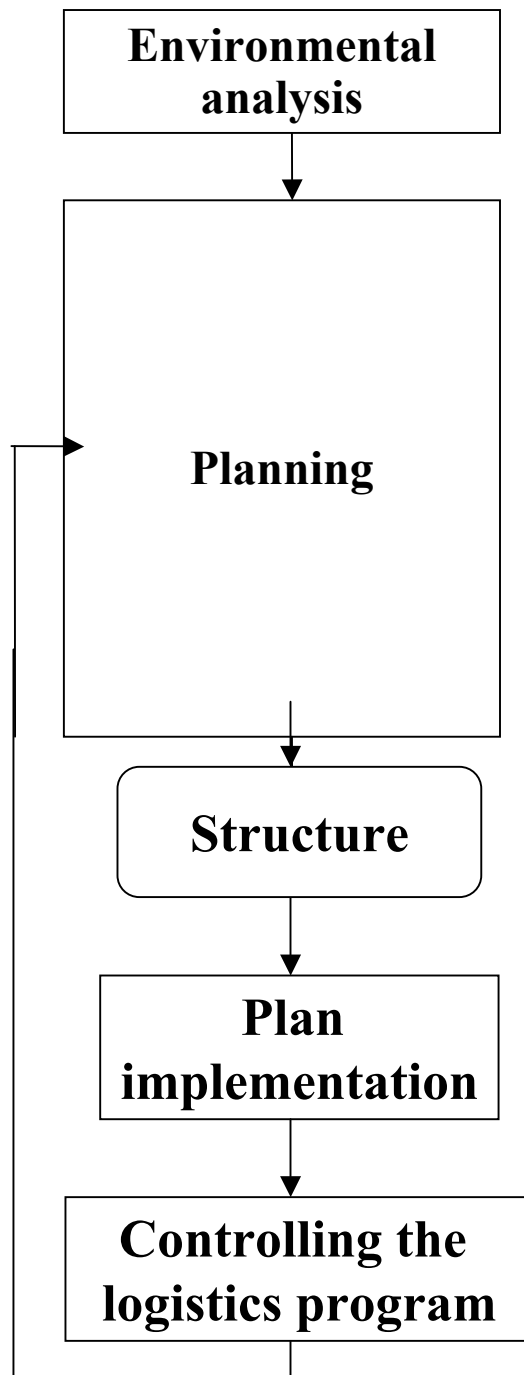 Environmental
analysis
Planning
Structure
Plan
implementation
Controlling the
logistics program